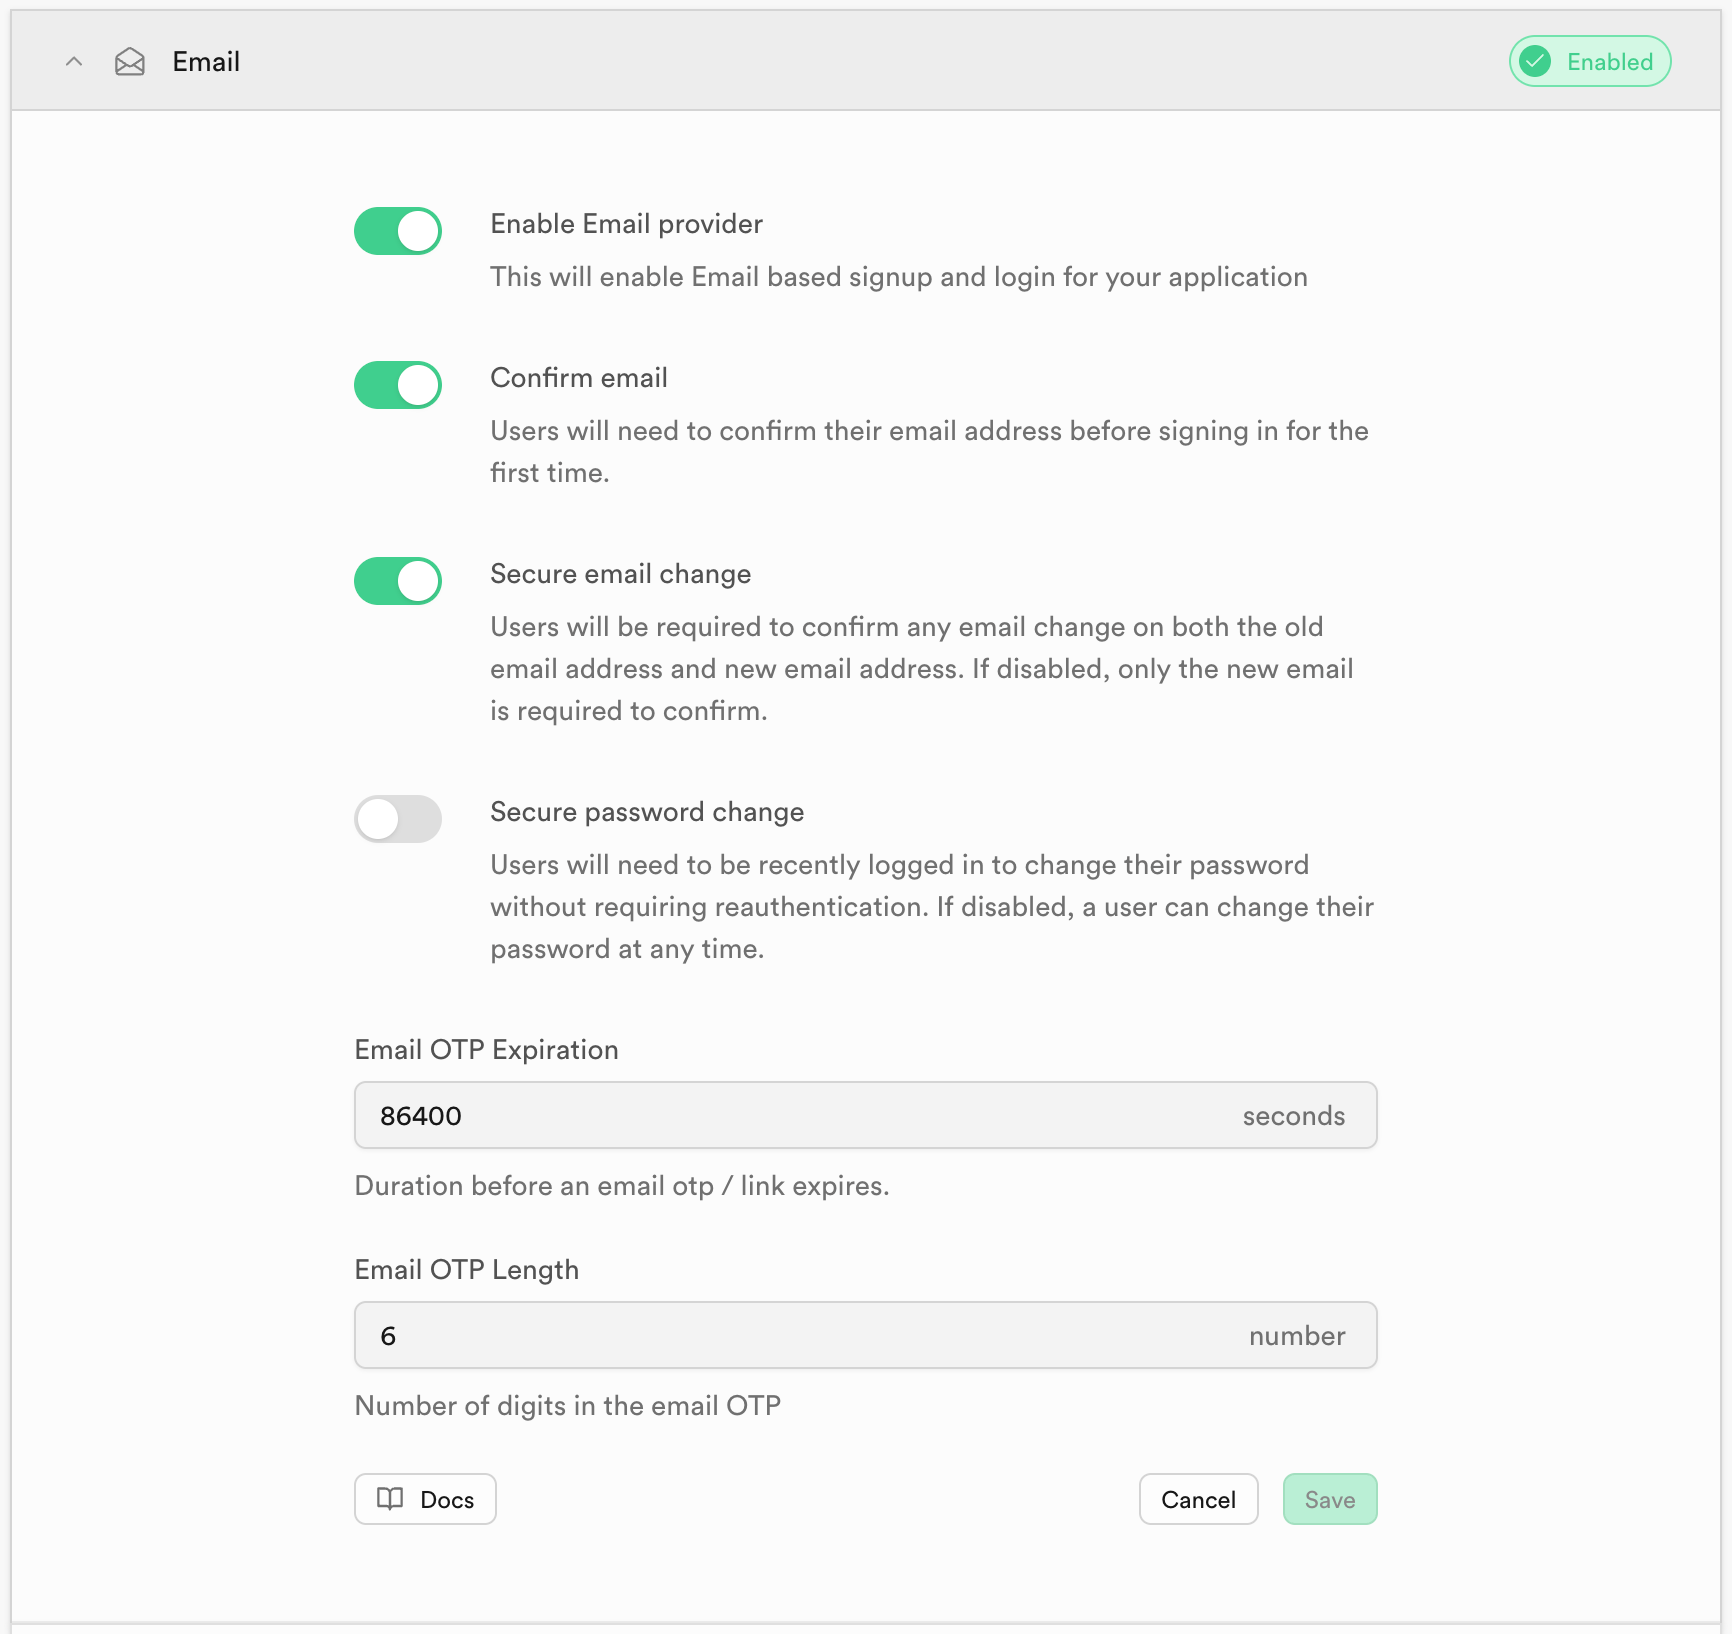 Email
Enabled
Enable Email provider
This will enable Email based signup and login for your application
Confirm email
Users will need to confirm their email address before signing in for the
first time.
Secure email change
Users will be required to confirm any email change on both the old
email address and new email address. If disabled, only the new email
is required to confirm.
Secure password change
Users will need to be recently logged in to change their password
without requiring reauthentication. If disabled, a user can change their
password at any time.
Email OTP Expiration
86400 seconds
Duration before an email otp / link expires.
Email OTP Length
6 number
Number of digits in the email OTP
Docs Cancel Save